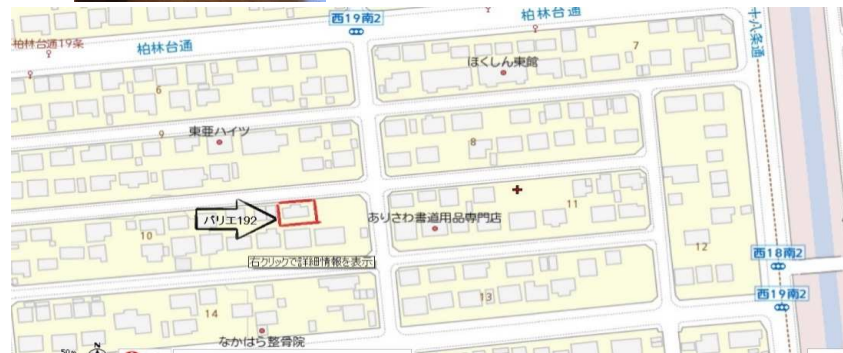 西19南2
柏林台通
十八条通
柏林台通19条
柏林台通
7
ほくしん東館
6
東亜ハイツ
8
パリエ192
ありさわ書道用品専門店
11
10
12
右クリックで詳細情報を表示
西18南2
13
西19南2
14
なかはら整骨院
50m
N